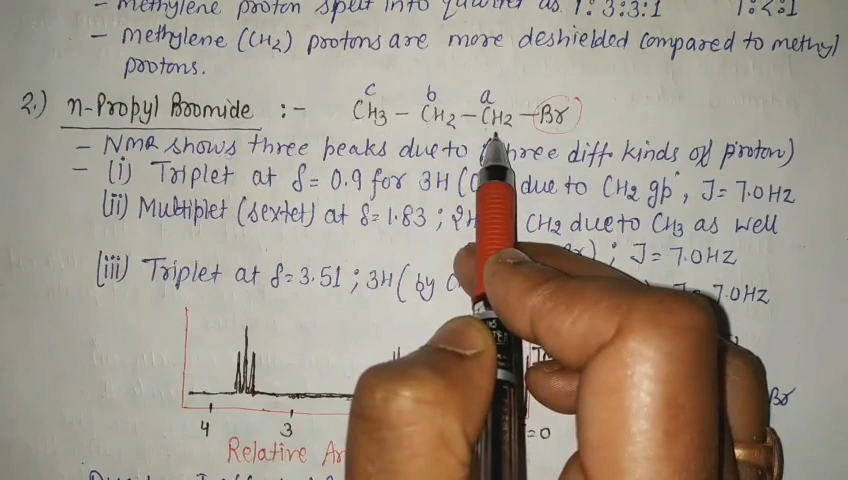 - methylene proton split into quartet as 1:3:3:1 1:2:1
- methylene (CH2) protons are more deshielded compared to methyl
protons.
c b a
2.) n-Propyl Bromide :- CH3 - CH2 - CH2 - Br
- NMR shows three peaks due to three diff. kinds of proton)
- (i) Triplet at δ= 0.9 for 3H ( due to CH2 gp, J= 7.0HZ
(ii) Multiplet (sextet) at δ= 1.83 ; 2H CH2 due to CH3 as well
) ; J= 7.0HZ
(iii) Triplet at δ= 3.51 ; 3H ( by 7.0HZ
Br
4 3 =0
Relative